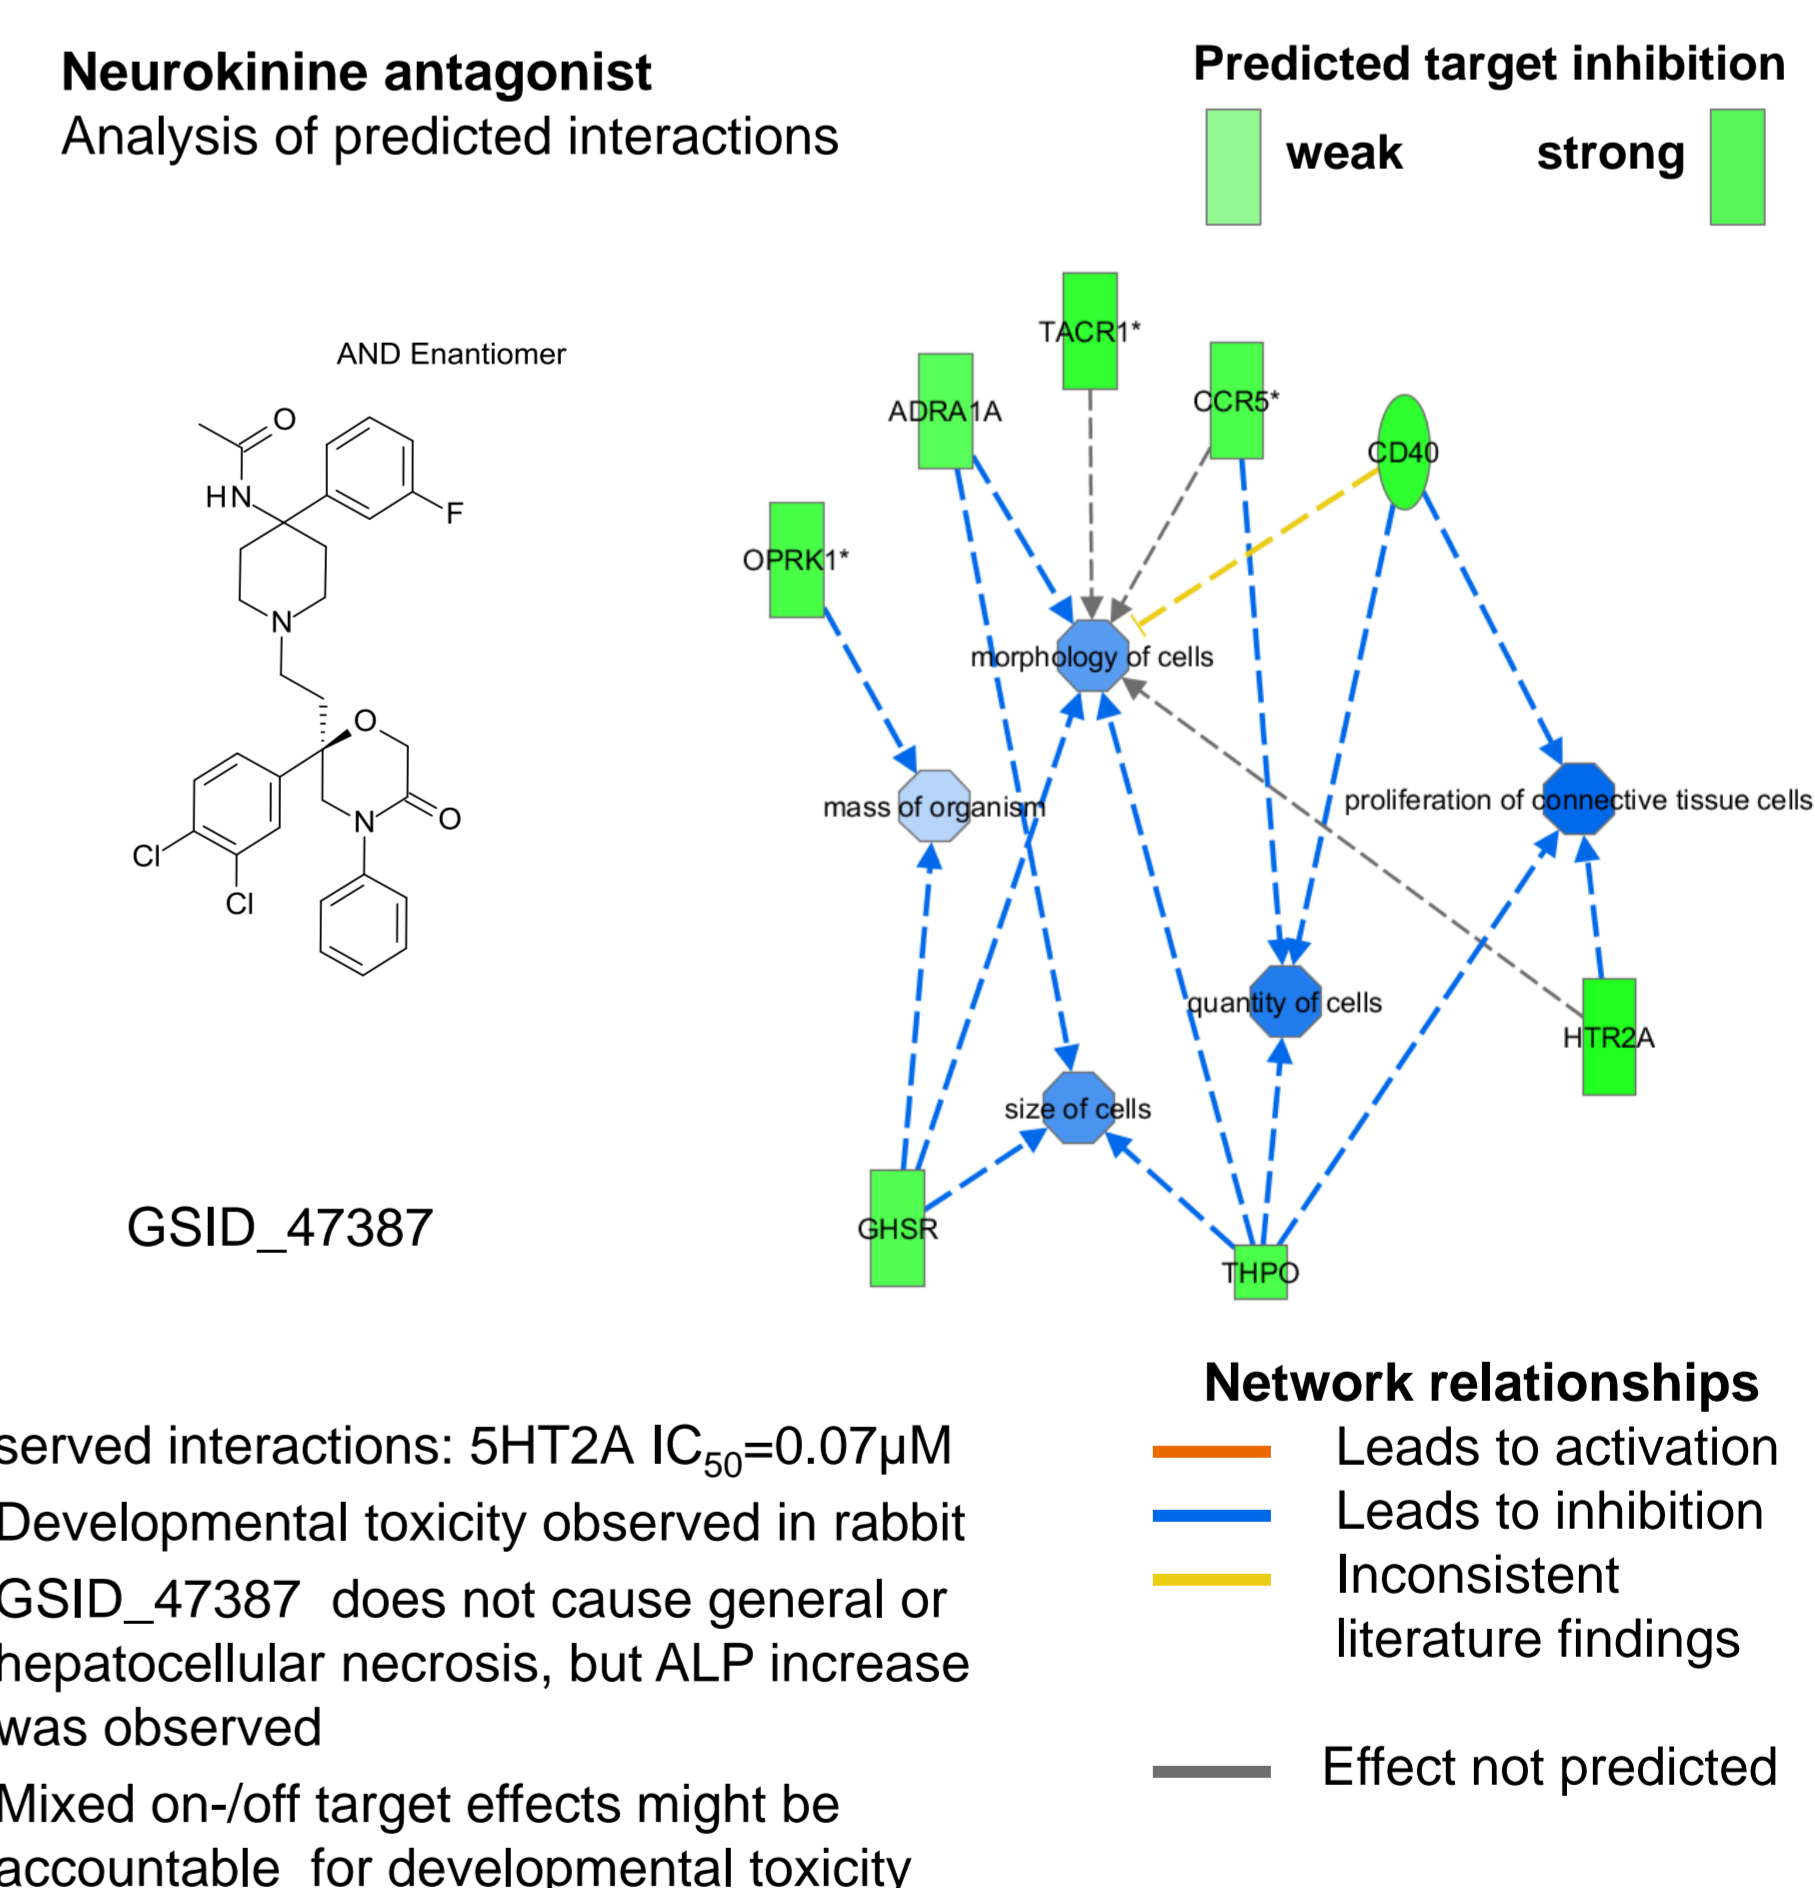 Neurokinine antagonist
Analysis of predicted interactions
Predicted target inhibition
weak
strong
AND Enantiomer
O
HN
F
N
O
N
O
Cl
Cl
GSID_47387
TACR1*
ADRA1A
CCR5*
CD40
OPRK1*
morphology of cells
mass of organism
proliferation of connective tissue cells
quantity of cells
HTR2A
size of cells
GHSR
THPO
served interactions: 5HT2A IC50=0.07µM
Developmental toxicity observed in rabbit
GSID_47387 does not cause general or
hepatocellular necrosis, but ALP increase
was observed
Mixed on-/off target effects might be
accountable for developmental toxicity
Network relationships
Leads to activation
Leads to inhibition
Inconsistent
literature findings
Effect not predicted